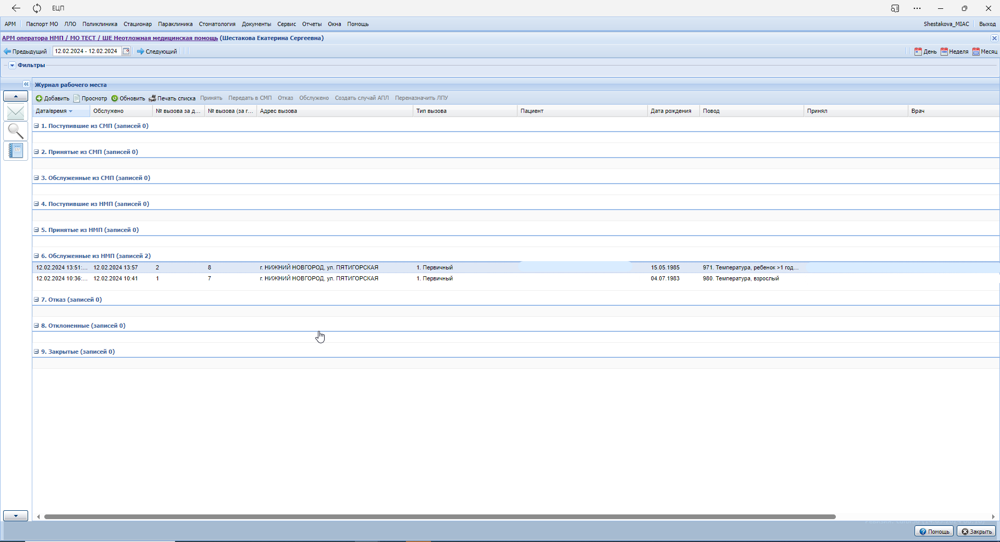 ЕЦП
АРМ Паспорт МО ЛЛО Поликлиника Стационар Параклиника Стоматология Документы Сервис Отчеты Окна Помощь Shestakova_MIAC Выход
АРМ оператора НМП / МО ТЕСТ / ШЕ Неотложная медицинская помощь (Шестакова Екатерина Сергеевна)
Предыдущий 12.02.2024 - 12.02.2024 Следующий День Неделя Месяц
Фильтры
Журнал рабочего места
Добавить Просмотр Обновить Печать списка Принять Передать в СМП Отказ Обслужено Создать случай АПЛ Переназначить ЛПУ
Дата/время Обслужено № вызова за д... № вызова (за г... Адрес вызова Тип вызова Пациент Дата рождения Повод Принял Врач
1. Поступившие из СМП (записей 0)
2. Принятые из СМП (записей 0)
3. Обслуженные из СМП (записей 0)
4. Поступившие из НМП (записей 0)
5. Принятые из НМП (записей 0)
6. Обслуженные из НМП (записей 2)
12.02.2024 13:51:... 12.02.2024 13:57 2 8 г. НИЖНИЙ НОВГОРОД, ул. ПЯТИГОРСКАЯ 1. Первичный 15.05.1985 971. Температура, ребенок >1 год...
12.02.2024 10:36:... 12.02.2024 10:41 1 7 г. НИЖНИЙ НОВГОРОД, ул. ПЯТИГОРСКАЯ 1. Первичный 04.07.1983 980. Температура, взрослый
7. Отказ (записей 0)
8. Отклоненные (записей 0)
9. Закрытые (записей 0)
Помощь Закрыть